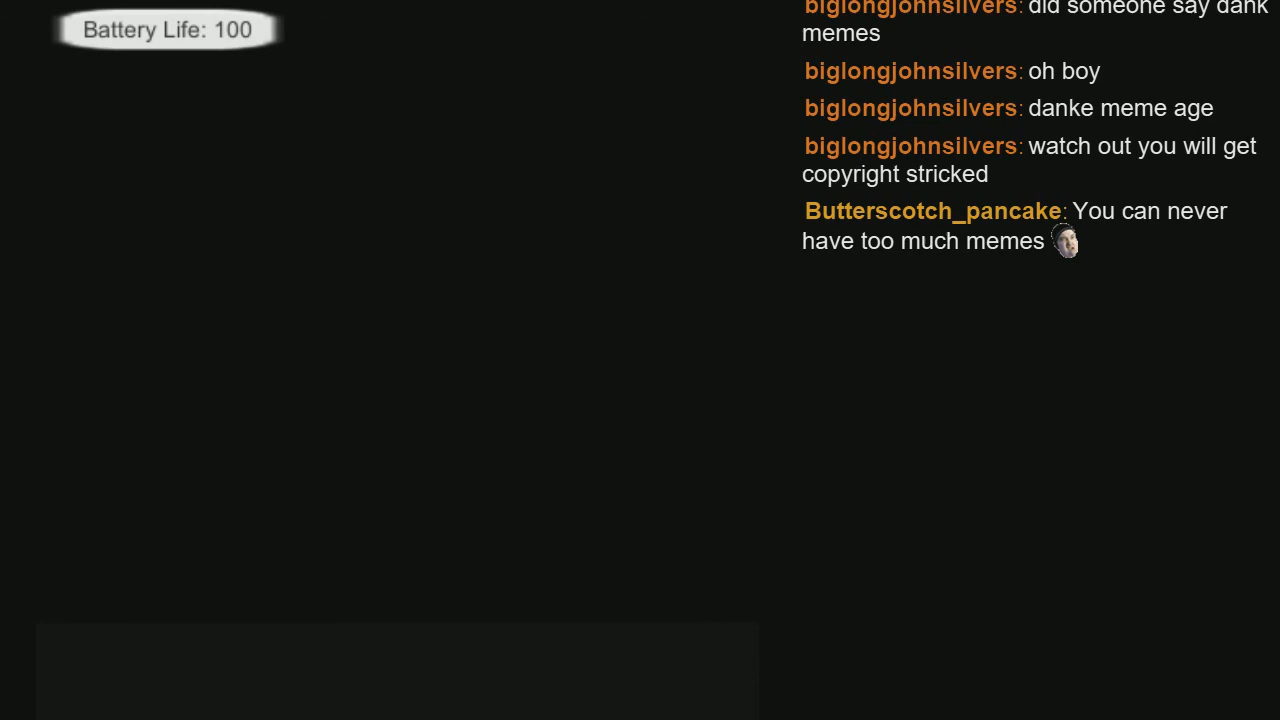 Battery Life: 100
biglongjohnsilvers: did someone say dank
memes
biglongjohnsilvers: oh boy
biglongjohnsilvers: danke meme age
biglongjohnsilvers: watch out you will get
copyright stricked
Butterscotch_pancake: You can never
have too much memes